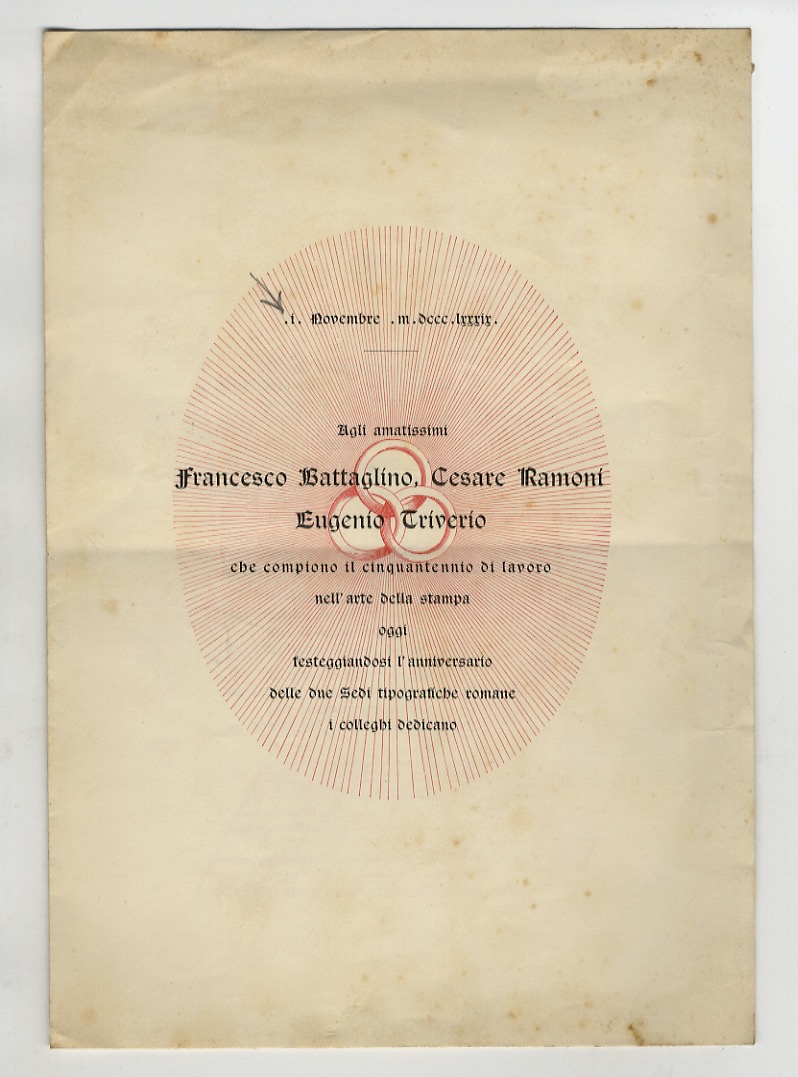 .i. Novembre .m.dccc.lxxxix.
Agli amatissimi
Francesco Battaglino, Cesare Ramoni
Eugenio Triverio
che compiono il cinquantennio di lavoro
nell'arte della stampa
oggi
festeggiandosi l'anniversario
delle due Sedi tipografiche romane
i colleghi dedicano